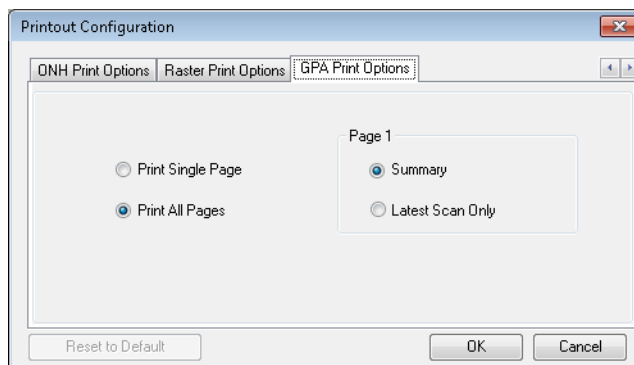 Printout Configuration
ONH Print Options Raster Print Options GPA Print Options
Page 1
Print Single Page Summary
Print All Pages Latest Scan Only
Reset to Default OK Cancel